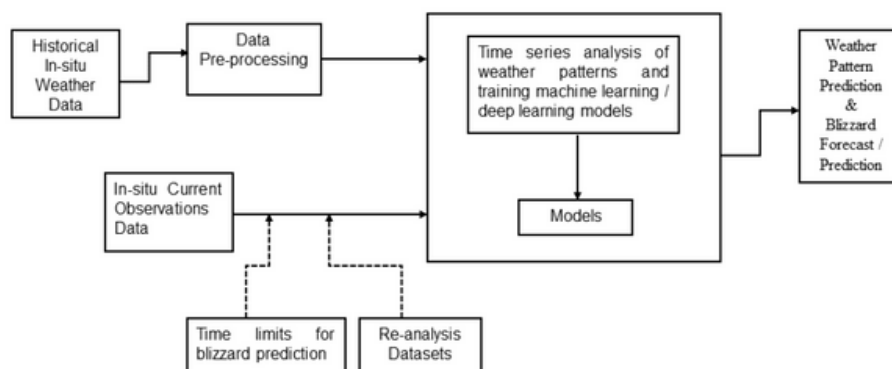 Historical
In-situ
Weather
Data
Data
Pre-processing
Time series analysis of
weather patterns and
training machine learning /
deep learning models
Models
Weather
Pattern
Prediction
&
Blizzard
Forecast /
Prediction
In-situ Current
Observations
Data
Time limits for
blizzard prediction
Re-analysis
Datasets